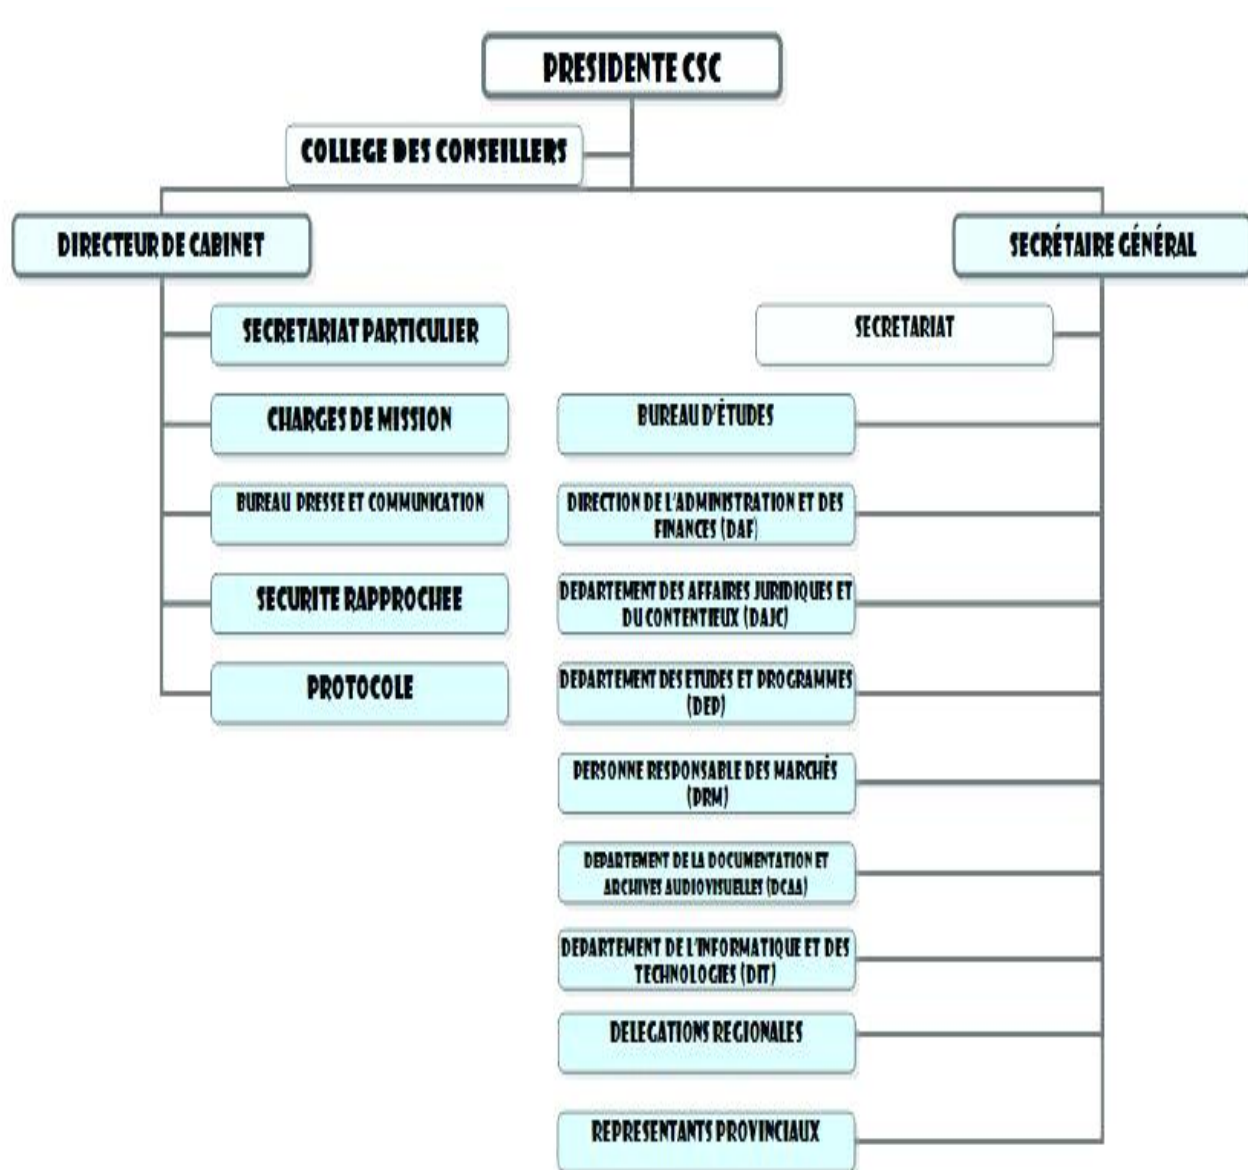 PRESIDENTE CSC
COLLEGE DES CONSEILLERS
DIRECTEUR DE CABINET
SECRÉTAIRE GÉNÉRAL
SECRETARIAT PARTICULIER
CHARGES DE MISSION
BUREAU PRESSE ET COMMUNICATION
SECURITE RAPPROCHEE
PROTOCOLE
SECRETARIAT
BUREAU D'ÉTUDES
DIRECTION DE L'ADMINISTRATION ET DES
FINANCES (DAF)
DEPARTEMENT DES AFFAIRES JURIDIQUES ET
DU CONTENTIEUX (DAJC)
DEPARTEMENT DES ETUDES ET PROGRAMMES
(DEP)
PERSONNE RESPONSABLE DES MARCHÉS
(PRM)
DEPARTEMENT DE LA DOCUMENTATION ET
ARCHIVES AUDIOVISUELLES (DCAA)
DEPARTEMENT DE L'INFORMATIQUE ET DES
TECHNOLOGIES (DIT)
DELEGATIONS REGIONALES
REPRESENTANTS PROVINCIAUX